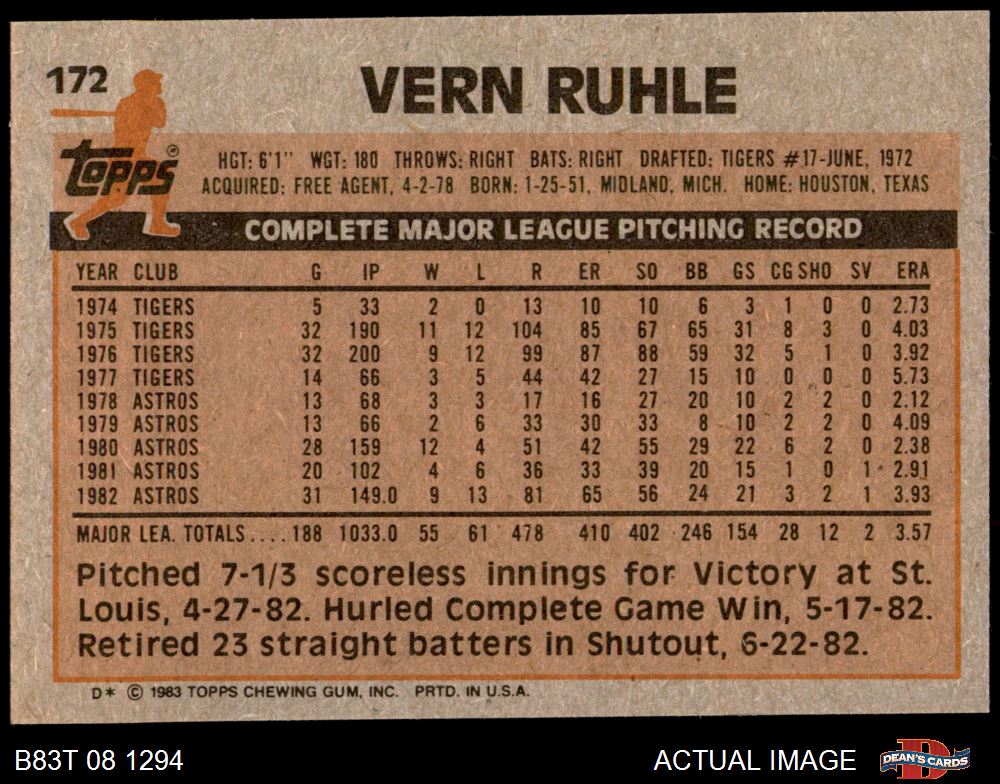 172
VERN RUHLE
Topps®
HGT: 6'1" WGT: 180 THROWS: RIGHT BATS: RIGHT DRAFTED: TIGERS #17-JUNE, 1972
ACQUIRED: FREE AGENT, 4-2-78 BORN: 1-25-51, MIDLAND, MICH. HOME: HOUSTON, TEXAS
COMPLETE MAJOR LEAGUE PITCHING RECORD
YEAR CLUB G IP W L R ER SO BB GS CG SHO SV ERA
1974 TIGERS 5 33 2 0 13 10 10 6 3 1 0 0 2.73
1975 TIGERS 32 190 11 12 104 85 67 65 31 8 3 0 4.03
1976 TIGERS 32 200 9 12 99 87 88 59 32 5 1 0 3.92
1977 TIGERS 14 66 3 5 44 42 27 15 10 0 0 0 5.73
1978 ASTROS 13 68 3 3 17 16 27 20 10 2 2 0 2.12
1979 ASTROS 13 66 2 6 33 30 33 8 10 2 2 0 4.09
1980 ASTROS 28 159 12 4 51 42 55 29 22 6 2 0 2.38
1981 ASTROS 20 102 4 6 36 33 39 20 15 1 0 1 2.91
1982 ASTROS 31 149.0 9 13 81 65 56 24 21 3 2 1 3.93
MAJOR LEA. TOTALS....188 1033.0 55 61 478 410 402 246 154 28 12 2 3.57
Pitched 7-1/3 scoreless innings for Victory at St.
Louis, 4-27-82. Hurled Complete Game Win, 5-17-82.
Retired 23 straight batters in Shutout, 6-22-82.
D* © 1983 TOPPS CHEWING GUM, INC. PRTD. IN U.S.A.
B83T 08 1294 ACTUAL IMAGE DEAN'S CARDS